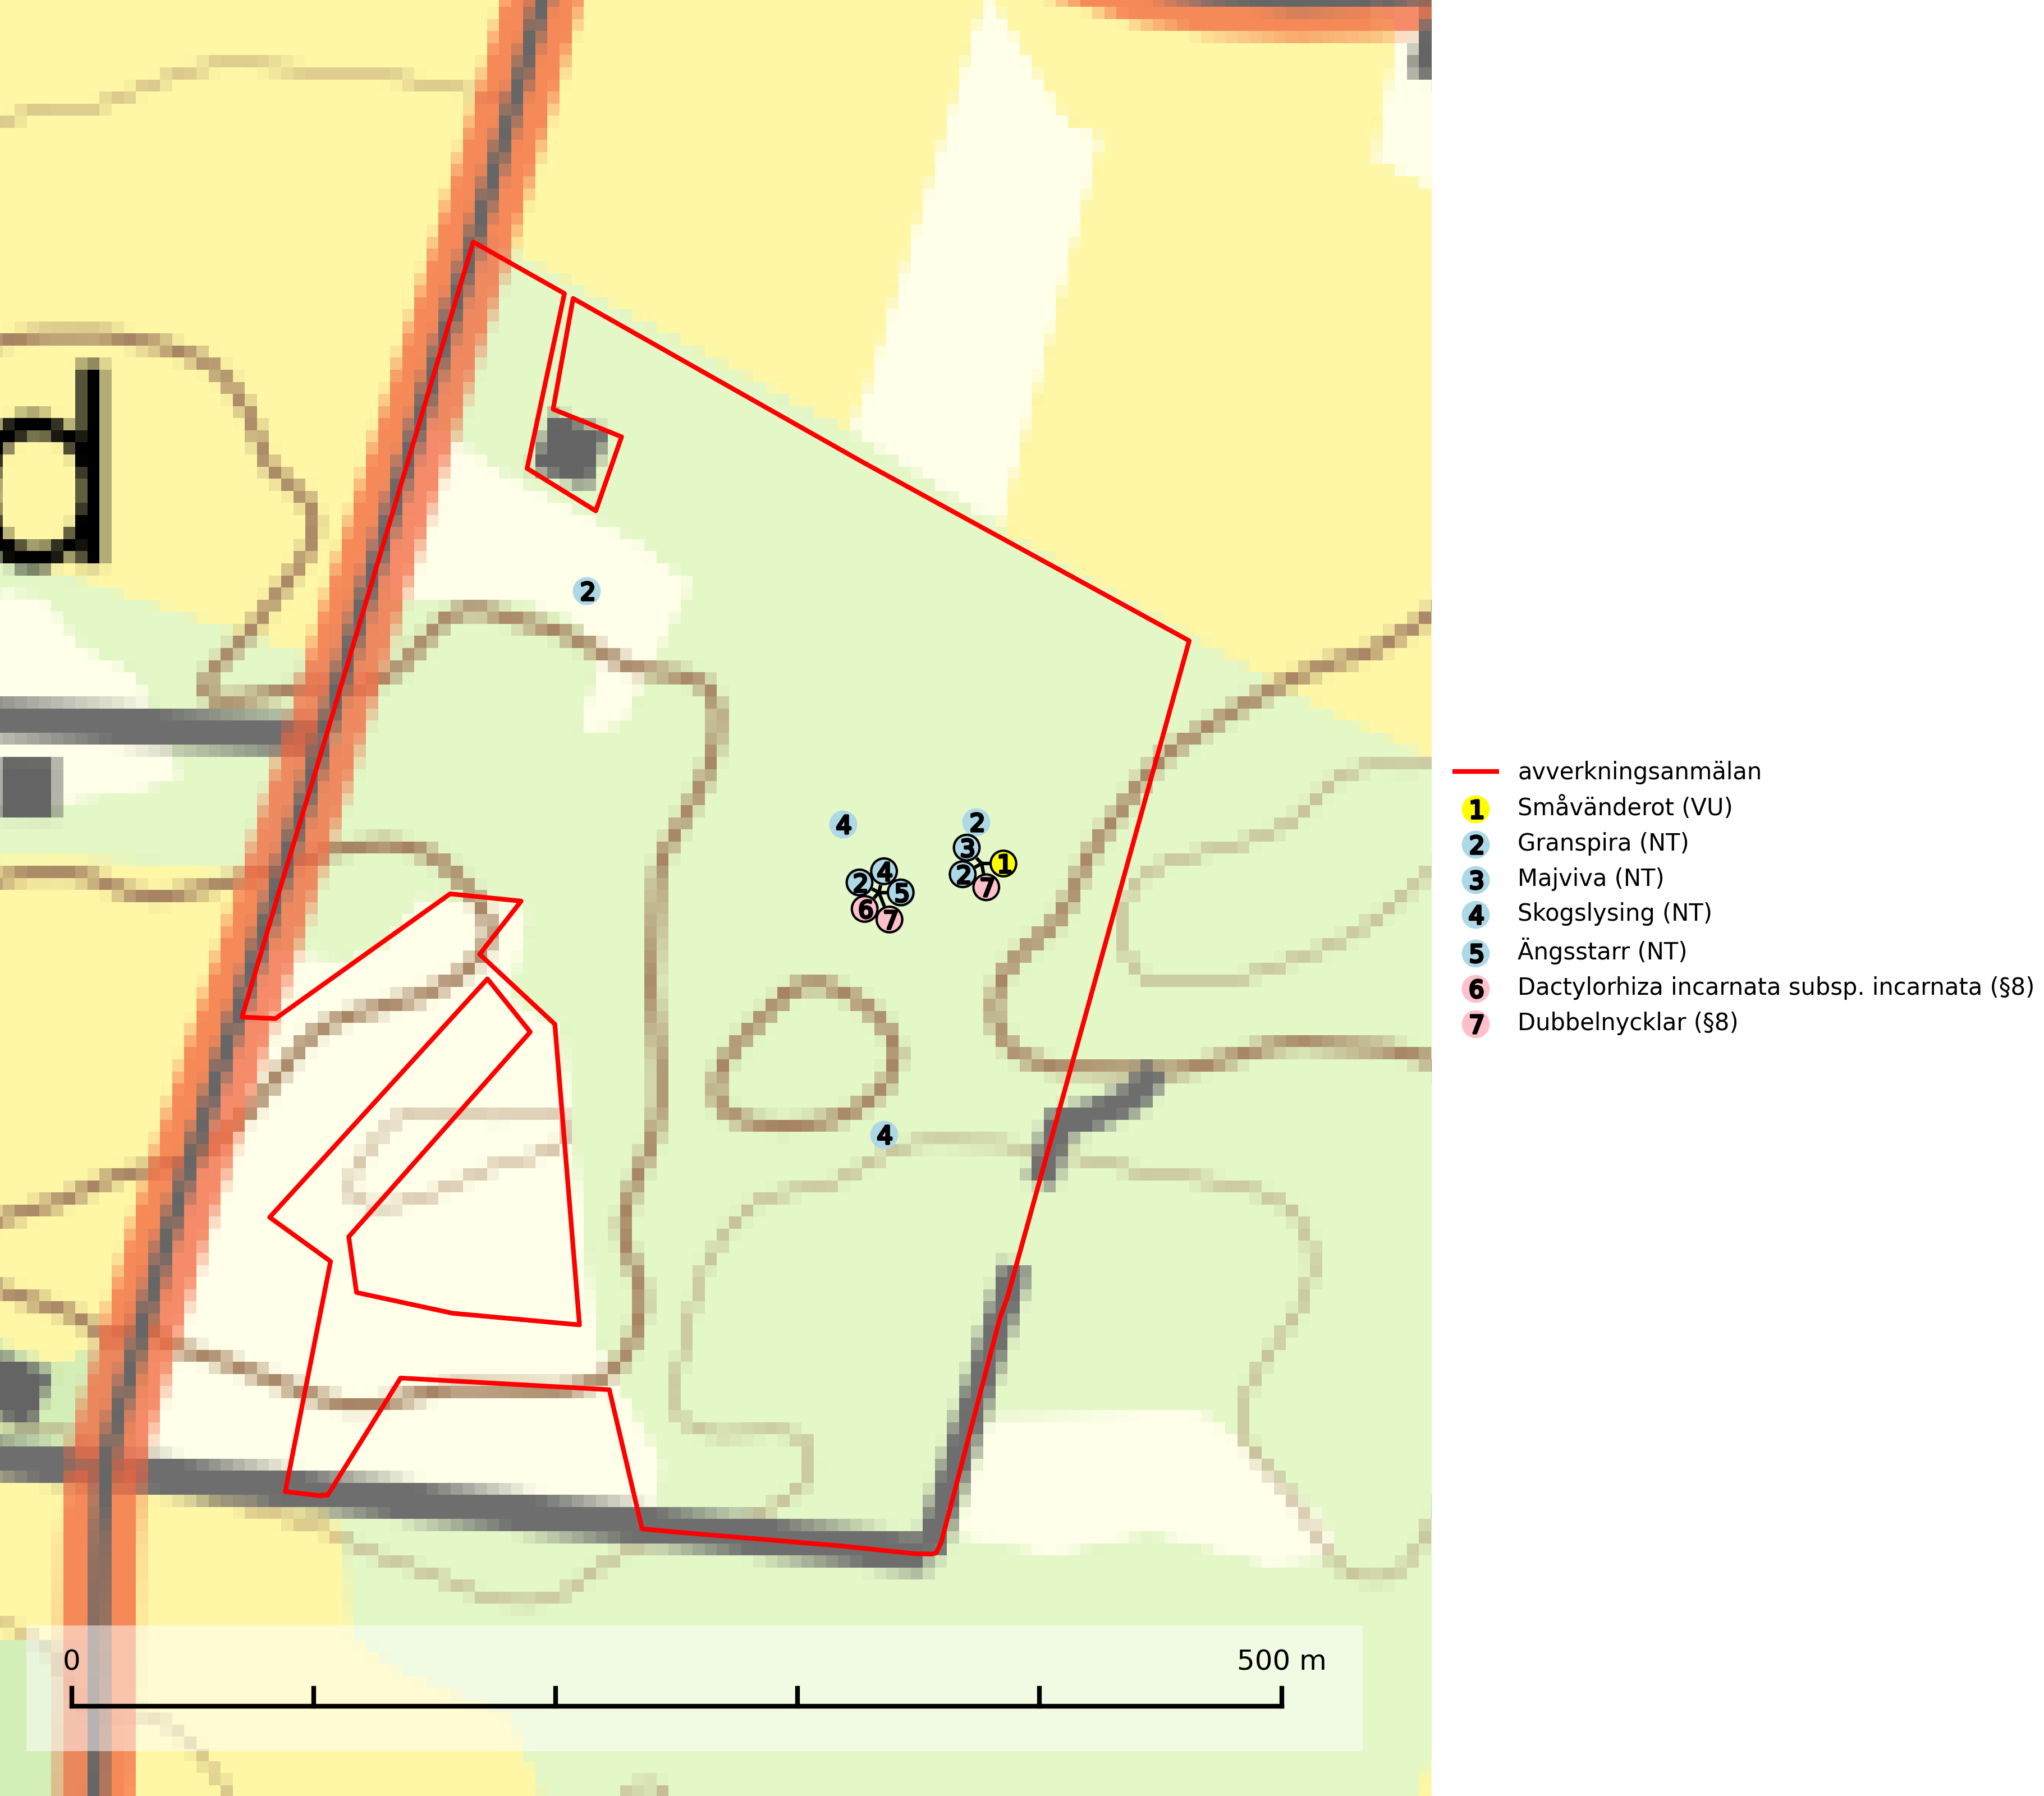 d
2
4
2
3
1
2
7
4
2
5
6
7
4
avverkningsanmälan
1 Småvänderot (VU)
2 Granspira (NT)
3 Majviva (NT)
4 Skogslysing (NT)
5 Ängsstarr (NT)
6 Dactylorhiza incarnata subsp. incarnata (§8)
7 Dubbelnycklar (§8)
0 500 m